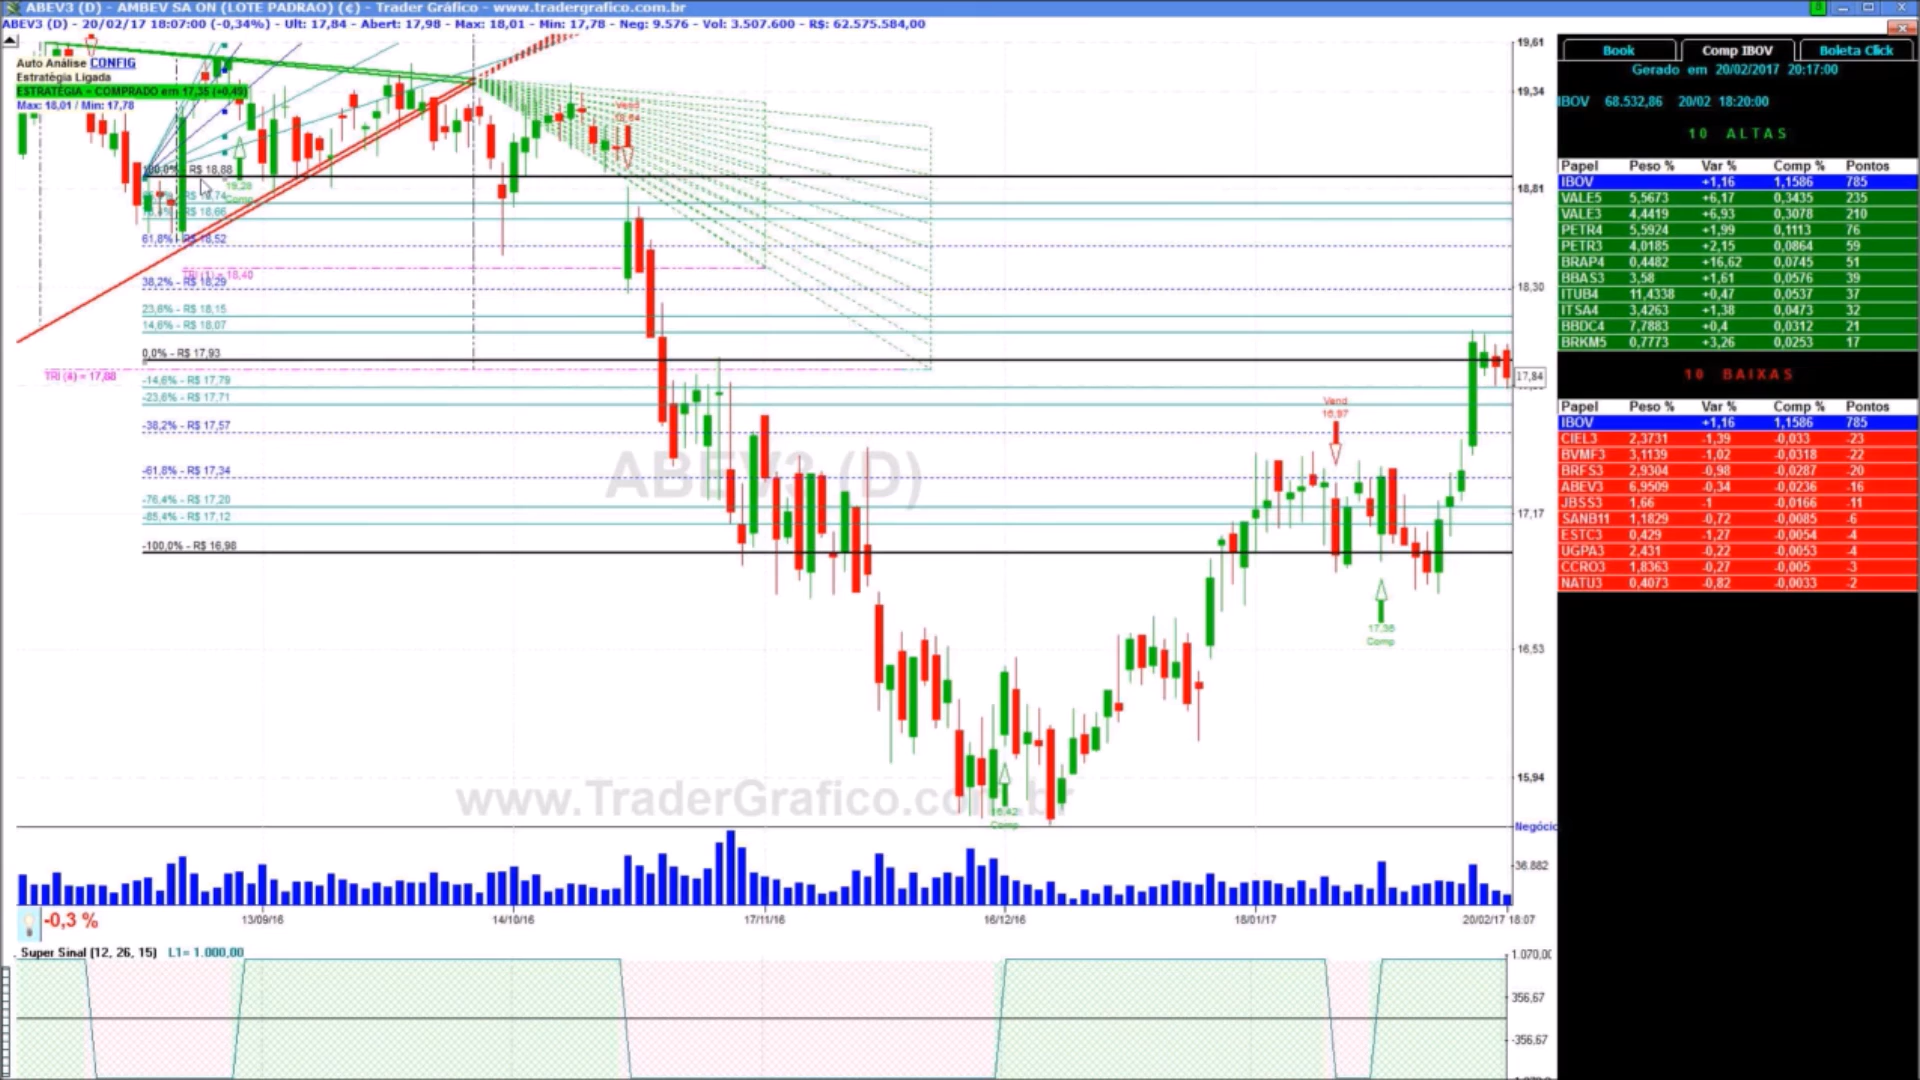 ABEV3 (D) - AMBEV SA ON (LOTE PADRAO) (c) - Trader Gráfico - www.tradergrafico.com.br
ABEV3 (D) - 20/02/17 18:07:00 (-0,34%) - Ult: 17,84 - Abert: 17,98 - Max: 18,01 - Min: 17,78 - Neg: 9.576 - Vol: 3.507.600 - R$: 62.575.584,00
Auto Análise CONFIG
Estratégia Ligada
ESTRATÉGIA = COMPRADO em 17,35 (+0,49)
Max: 18,01 / Min: 17,78
Vend
100,0% - R$ 18,88
19,28
Comp
61,8% - R$ 18,52
TRI (1) = 18,40
38,2% - R$ 18,29
23,6% - R$ 18,15
14,6% - R$ 18,07
0,0% - R$ 17,93
TRI (4) = 17,88
-14,6% - R$ 17,79
-23,6% - R$ 17,71
-38,2% - R$ 17,57
-61,8% - R$ 17,34
-76,4% - R$ 17,20
-85,4% - R$ 17,12
-100,0% - R$ 16,98
Vend
16,97
Comp
16,42
Comp
ABEV3 (D)
www.TraderGrafico.com.br
19,61
19,34
18,81
18,30
17,84
17,17
16,53
15,94
Negócio
36.882
13/09/16 14/10/16 17/11/16 16/12/16 18/01/17 20/02/17 18:07
-0,3 %
Super Sinal (12, 26, 15) L1= 1.000,00
1.070,00
356,67
-356,67
Book Comp IBOV Boleta Click
Gerado em 20/02/2017 20:17:00
IBOV 68.532,86 20/02 18:20:00
10 ALTAS
Papel Peso % Var % Comp % Pontos
IBOV +1,16 1,1586 785
VALE5 5,5673 +6,17 0,3435 235
VALE3 4,4419 +6,93 0,3078 210
PETR4 5,5924 +1,99 0,1113 76
PETR3 4,0185 +2,15 0,0864 59
BRAP4 0,4482 +16,62 0,0745 51
BBAS3 3,58 +1,61 0,0576 39
ITUB4 11,4338 +0,47 0,0537 37
ITSA4 3,4263 +1,38 0,0473 32
BBDC4 7,7883 +0,4 0,0312 21
BRKM5 0,7773 +3,26 0,0253 17
10 BAIXAS
Papel Peso % Var % Comp % Pontos
IBOV +1,16 1,1586 785
CIEL3 2,3731 -1,39 -0,033 -23
BVMF3 3,1139 -1,02 -0,0318 -22
BRFS3 2,9304 -0,98 -0,0287 -20
ABEV3 6,9509 -0,34 -0,0236 -16
JBSS3 1,66 -1 -0,0166 -11
SANB11 1,1829 -0,72 -0,0085 -6
ESTC3 0,429 -1,27 -0,0054 -4
UGPA3 2,431 -0,22 -0,0053 -4
CCRO3 1,8363 -0,27 -0,005 -3
NATU3 0,4073 -0,82 -0,0033 -2